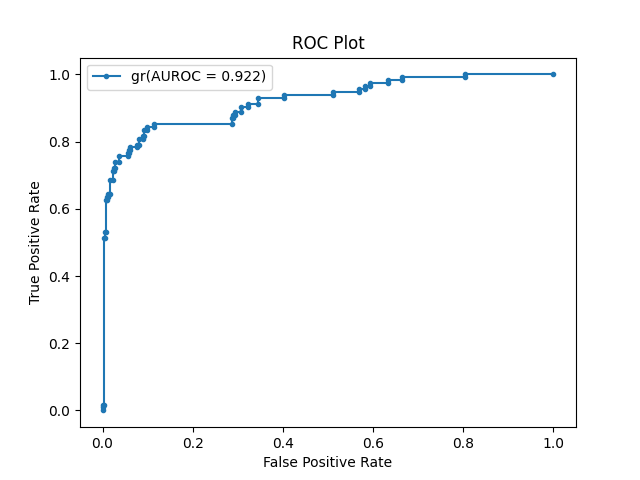 ROC Plot
gr(AUROC = 0.922)
True Positive Rate
1.0
0.8
0.6
0.4
0.2
0.0
0.0 0.2 0.4 0.6 0.8 1.0
False Positive Rate